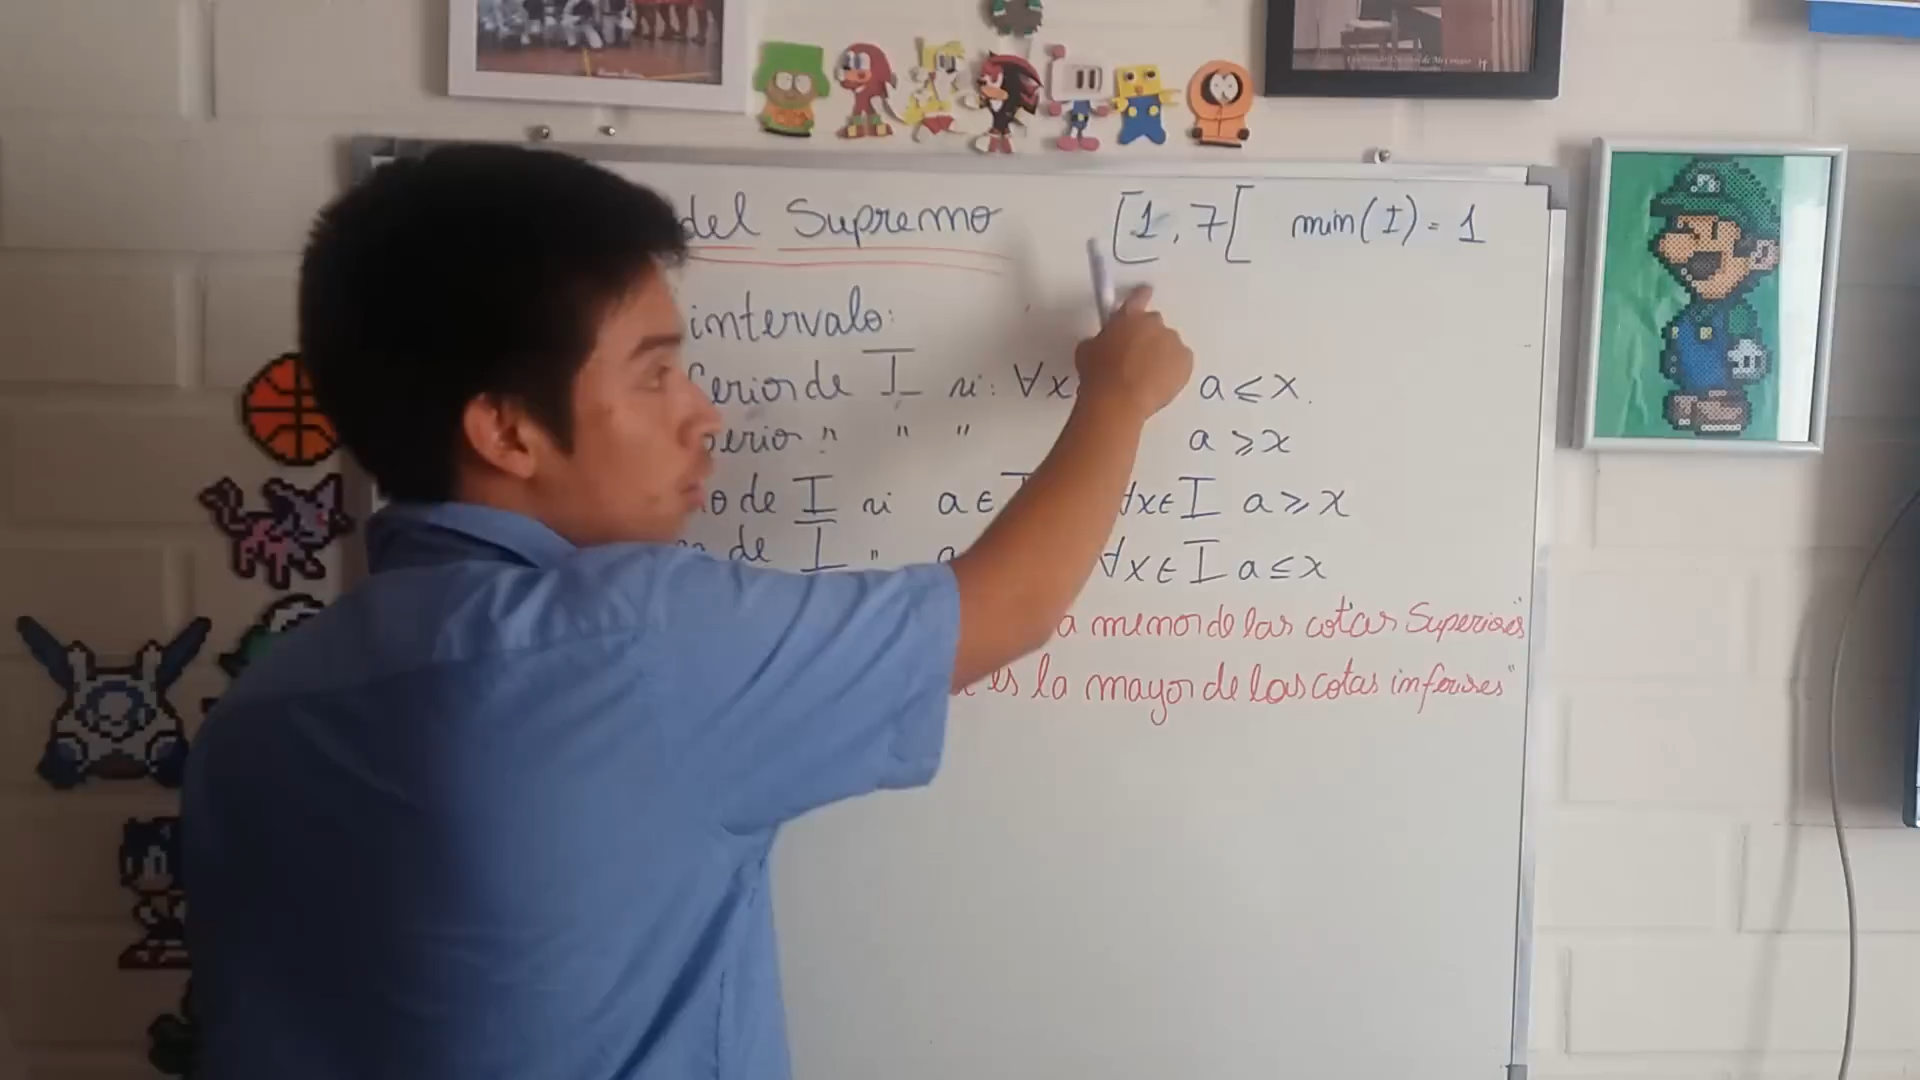 del Supremo
[1, 7[ min(I) = 1
intervalo:
erior de I si: ∀x a ≤ x.
erior " " " a ≥ x
o de I si a ∈ I ∀x ∈ I a ≥ x
de I " a ∀x ∈ I a ≤ x
a menor de las cotas Superiores"
es la mayor de las cotas inferiores"